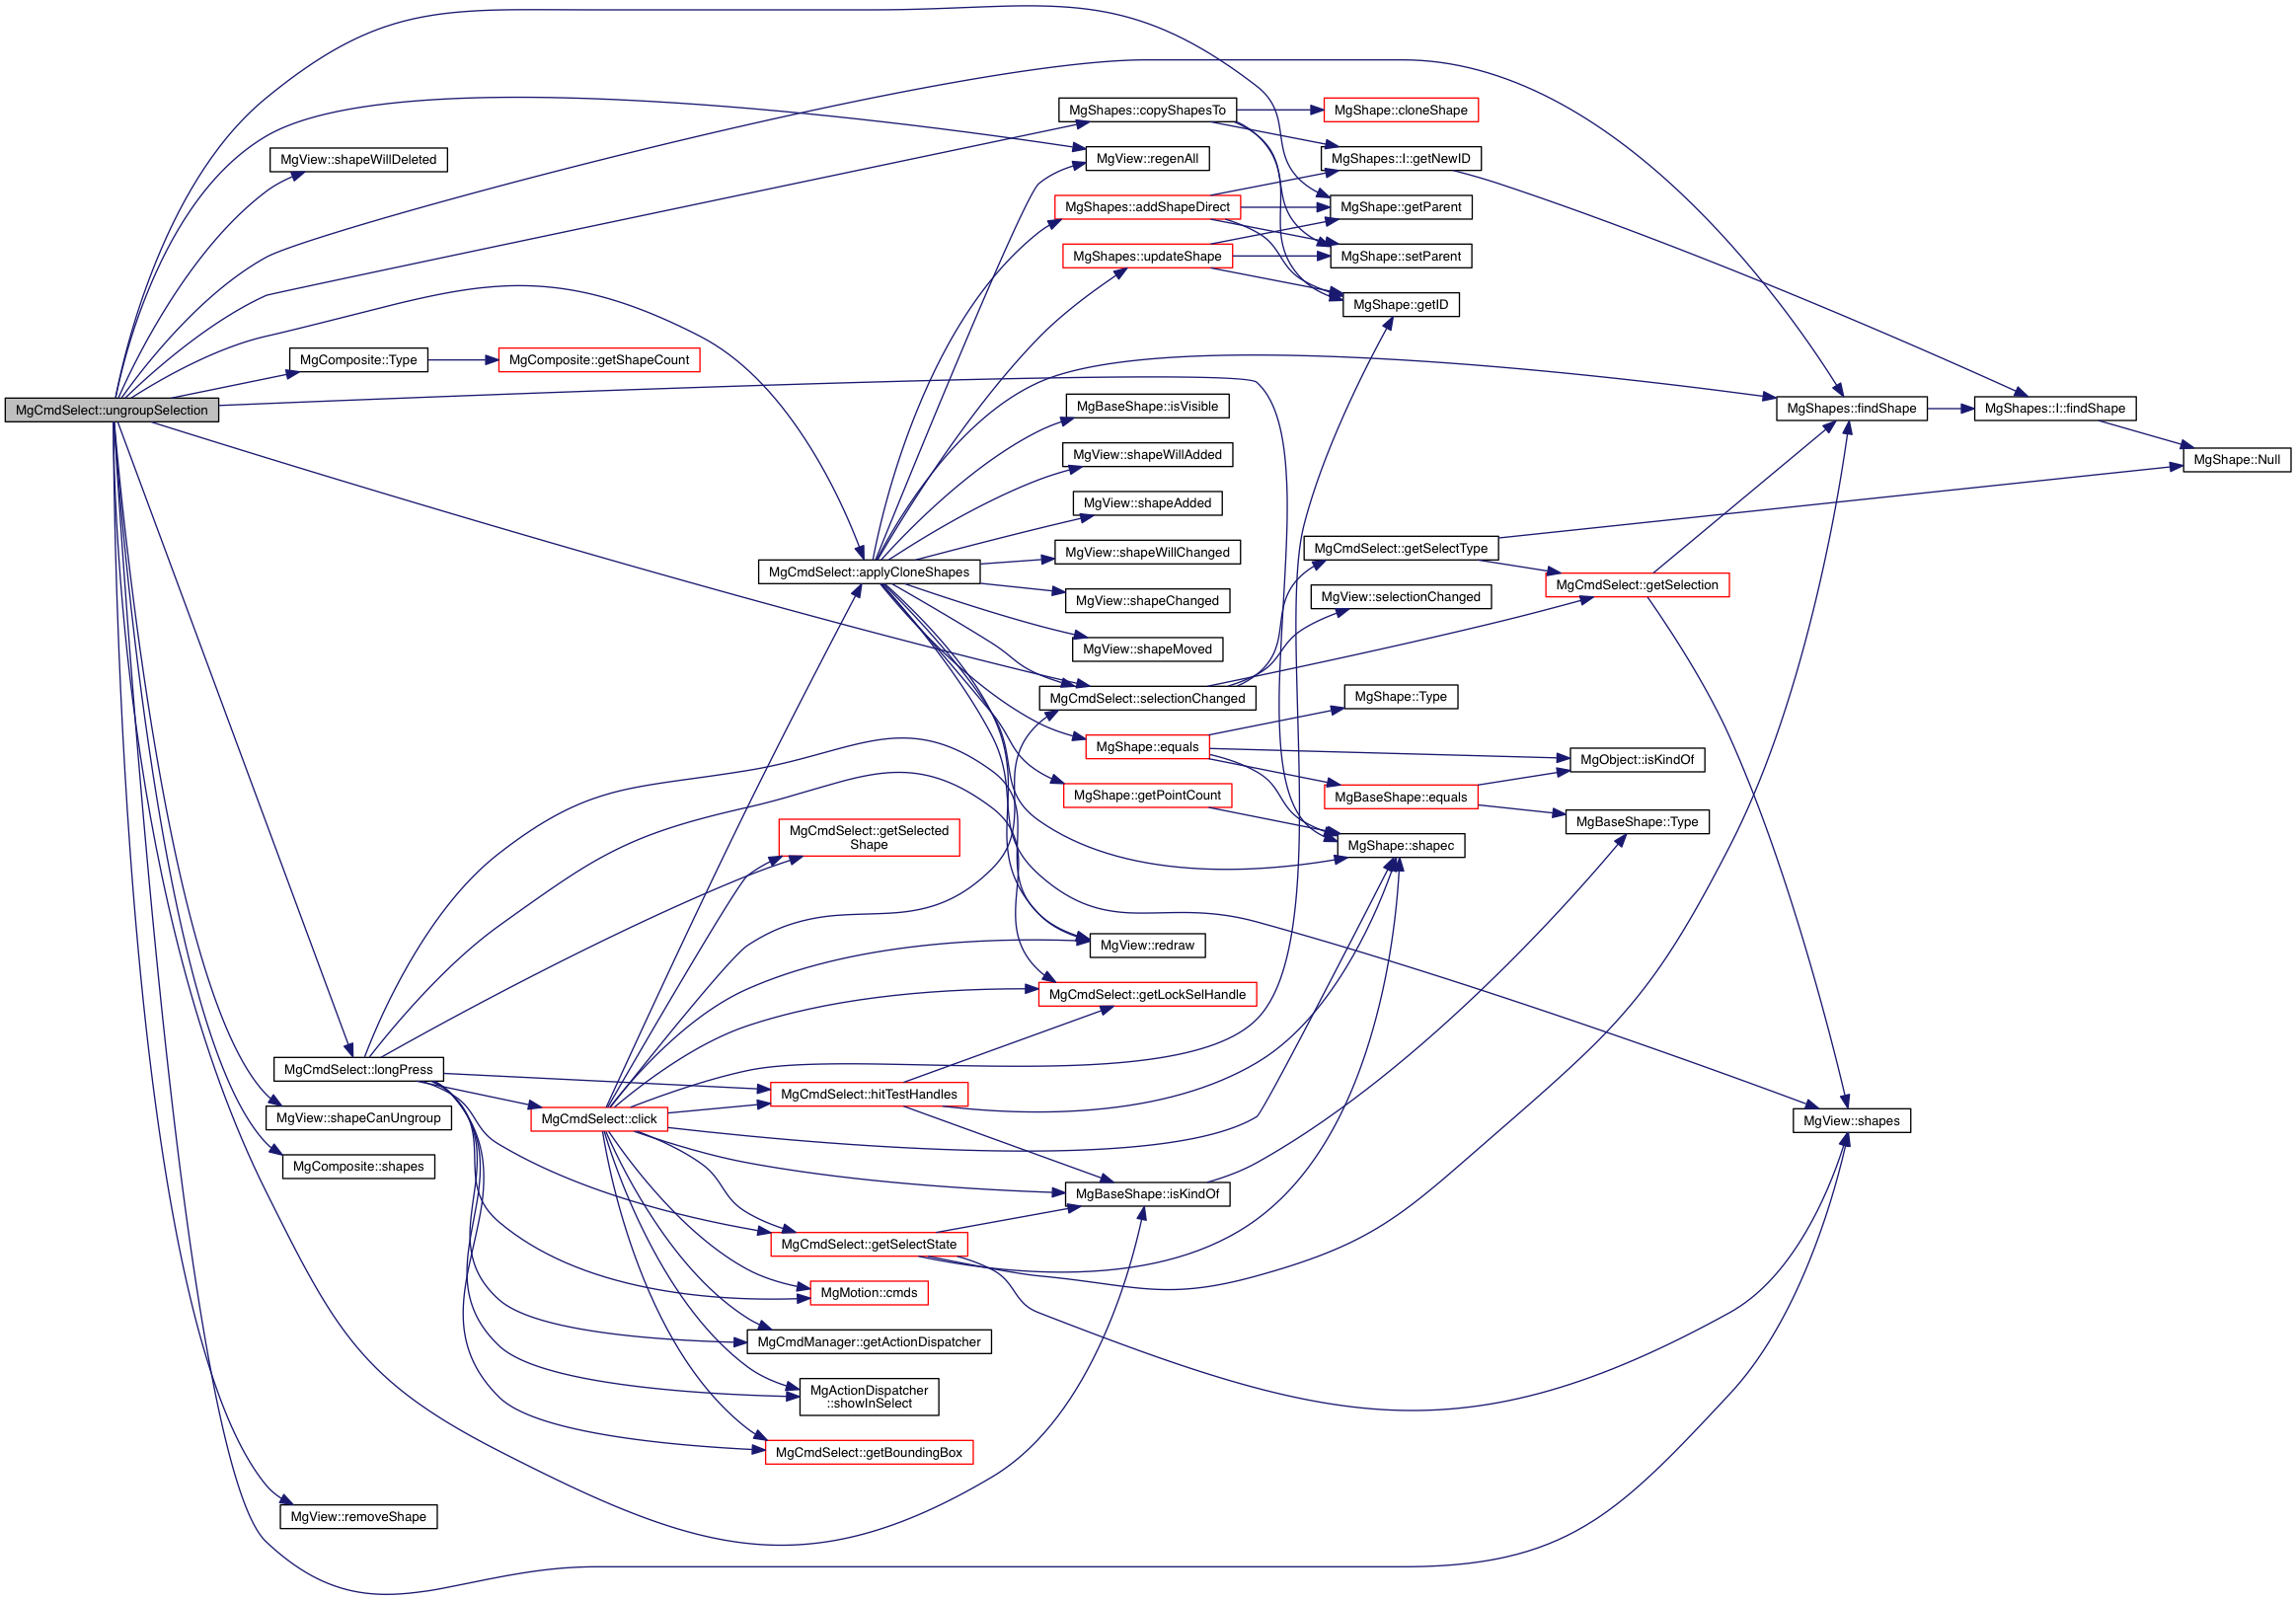 MgCmdSelect::ungroupSelection
MgView::shapeWillDeleted
MgComposite::Type
MgComposite::getShapeCount
MgCmdSelect::longPress
MgView::shapeCanUngroup
MgComposite::shapes
MgView::removeShape
MgCmdSelect::click
MgCmdSelect::applyCloneShapes
MgCmdSelect::getSelected
Shape
MgCmdSelect::hitTestHandles
MgCmdSelect::getSelectState
MgMotion::cmds
MgCmdManager::getActionDispatcher
MgActionDispatcher
::showInSelect
MgCmdSelect::getBoundingBox
MgShapes::copyShapesTo
MgView::regenAll
MgShapes::addShapeDirect
MgShapes::updateShape
MgBaseShape::isVisible
MgView::shapeWillAdded
MgView::shapeAdded
MgView::shapeWillChanged
MgView::shapeChanged
MgView::shapeMoved
MgCmdSelect::selectionChanged
MgShape::equals
MgShape::getPointCount
MgView::redraw
MgCmdSelect::getLockSelHandle
MgBaseShape::isKindOf
MgShape::cloneShape
MgShapes::I::getNewID
MgShape::getParent
MgShape::setParent
MgShape::getID
MgCmdSelect::getSelectType
MgView::selectionChanged
MgShape::Type
MgBaseShape::equals
MgShape::shapec
MgCmdSelect::getSelection
MgObject::isKindOf
MgBaseShape::Type
MgShapes::findShape
MgView::shapes
MgShapes::I::findShape
MgShape::Null